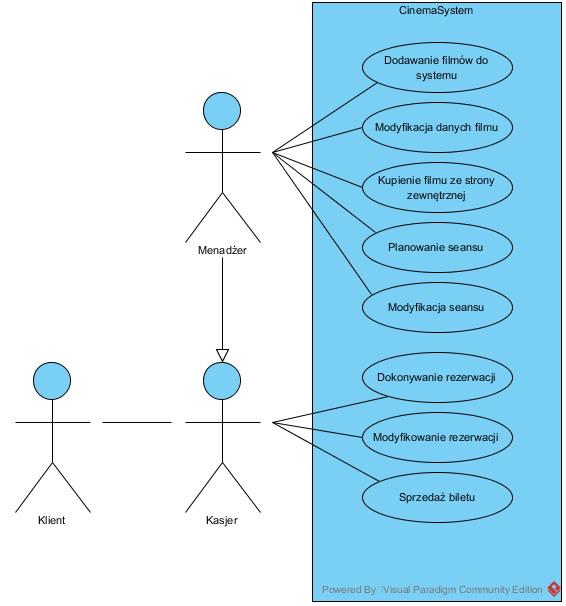 CinemaSystem
Dodawanie filmów do
systemu
Modyfikacja danych filmu
Kupienie filmu ze strony
zewnętrznej
Planowanie seansu
Modyfikacja seansu
Menadżer
Dokonywanie rezerwacji
Modyfikowanie rezerwacji
Sprzedaż biletu
Klient
Kasjer
Powered By Visual Paradigm Community Edition